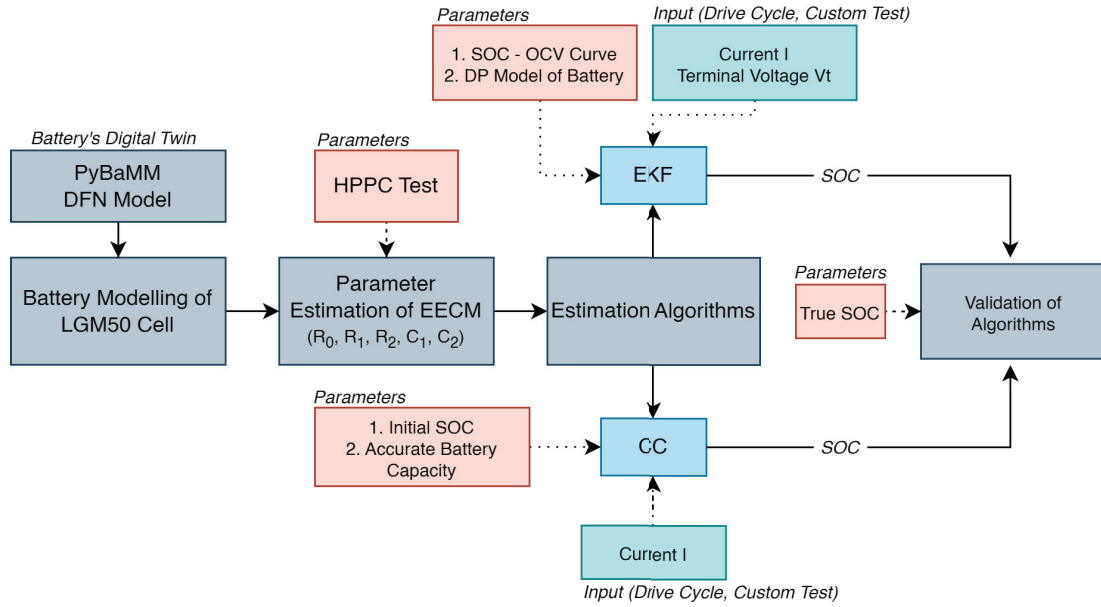 Parameters
Input (Drive Cycle, Custom Test)
1. SOC - OCV Curve
2. DP Model of Battery
Current I
Terminal Voltage Vt
Battery's Digital Twin
PyBaMM
DFN Model
Parameters
HPPC Test
EKF
SOC
Battery Modelling of
LGM50 Cell
Parameter
Estimation of EECM
(R₀, R₁, R₂, C₁, C₂)
Estimation Algorithms
Parameters
True SOC
Validation of
Algorithms
Parameters
1. Initial SOC
2. Accurate Battery
Capacity
CC
SOC
Current I
Input (Drive Cycle, Custom Test)